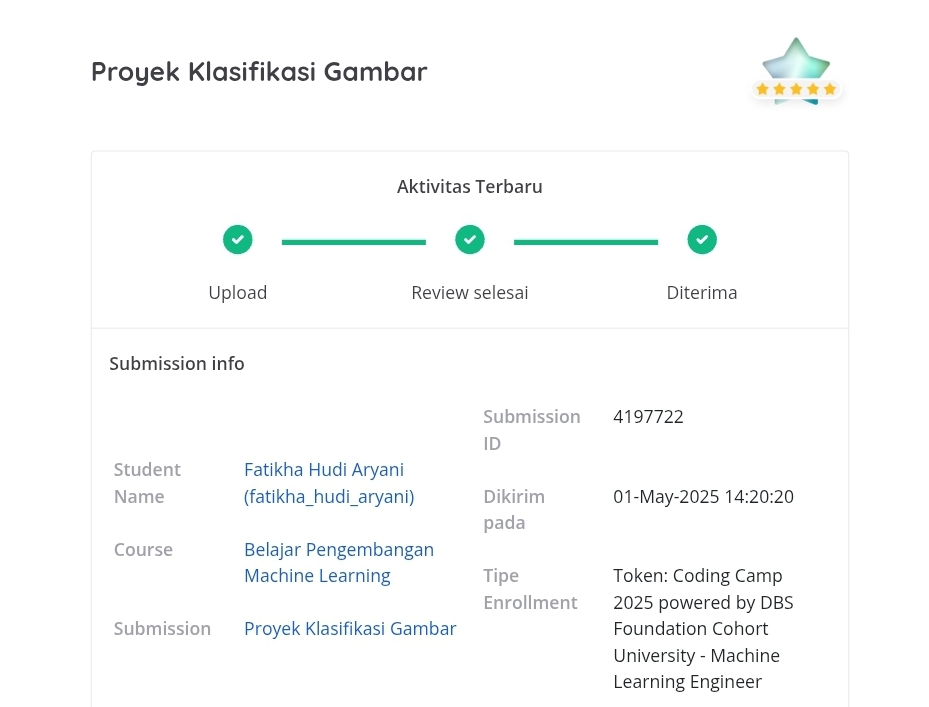 Proyek Klasifikasi Gambar
Aktivitas Terbaru
Upload
Review selesai
Diterima
Submission info
Student
Name
Fatikha Hudi Aryani
(fatikha_hudi_aryani)
Course
Belajar Pengembangan
Machine Learning
Submission
Proyek Klasifikasi Gambar
Submission
ID
4197722
Dikirim
pada
01-May-2025 14:20:20
Tipe
Enrollment
Token: Coding Camp
2025 powered by DBS
Foundation Cohort
University - Machine
Learning Engineer